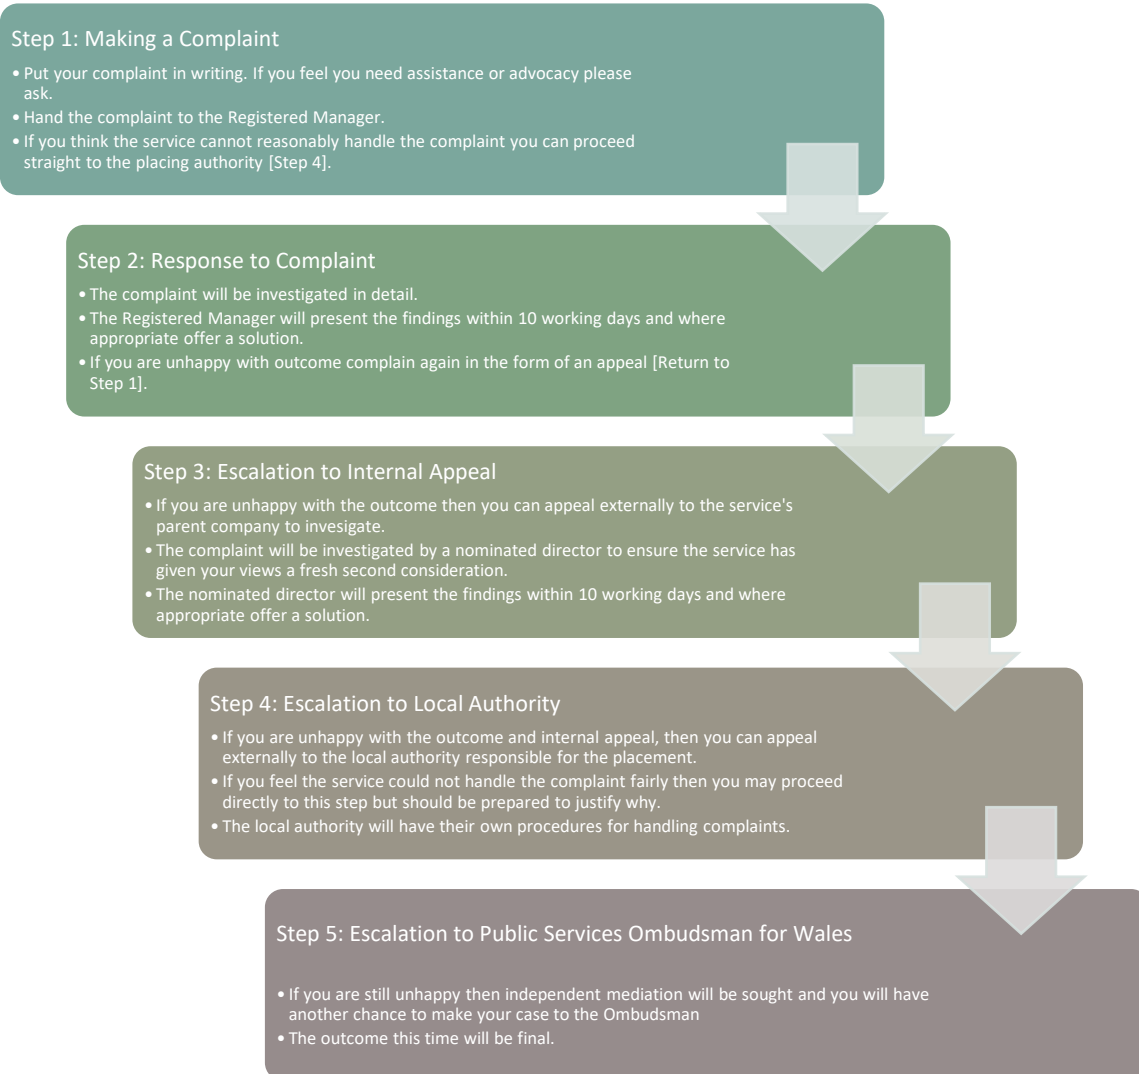 Step 1: Making a Complaint
• Put your complaint in writing. If you feel you need assistance or advocacy please
ask.
• Hand the complaint to the Registered Manager.
• If you think the service cannot reasonably handle the complaint you can proceed
straight to the placing authority [Step 4].
Step 2: Response to Complaint
• The complaint will be investigated in detail.
• The Registered Manager will present the findings within 10 working days and where
appropriate offer a solution.
• If you are unhappy with outcome complain again in the form of an appeal [Return to
Step 1].
Step 3: Escalation to Internal Appeal
• If you are unhappy with the outcome then you can appeal externally to the service's
parent company to invesigate.
• The complaint will be investigated by a nominated director to ensure the service has
given your views a fresh second consideration.
• The nominated director will present the findings within 10 working days and where
appropriate offer a solution.
Step 4: Escalation to Local Authority
• If you are unhappy with the outcome and internal appeal, then you can appeal
externally to the local authority responsible for the placement.
• If you feel the service could not handle the complaint fairly then you may proceed
directly to this step but should be prepared to justify why.
• The local authority will have their own procedures for handling complaints.
Step 5: Escalation to Public Services Ombudsman for Wales
• If you are still unhappy then independent mediation will be sought and you will have
another chance to make your case to the Ombudsman
• The outcome this time will be final.